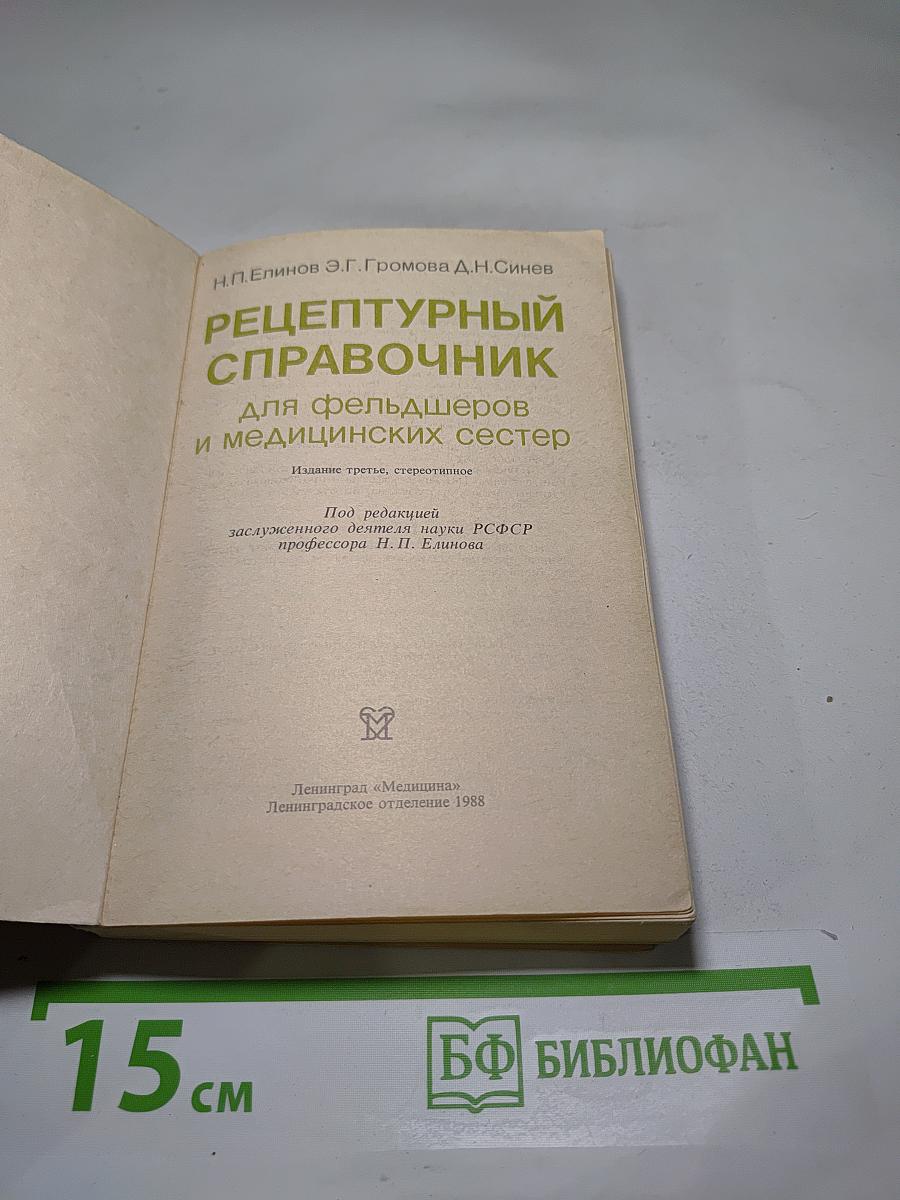 Н.П.Елинов Э.Г.Громова Д.Н.Синев
РЕЦЕПТУРНЫЙ
СПРАВОЧНИК
для фельдшеров
и медицинских сестер
Издание третье, стереотипное
Под редакцией
заслуженного деятеля науки РСФСР
профессора Н. П. Елинова
М
Ленинград «Медицина»
Ленинградское отделение 1988
15 см
БФ БИБЛИОФАН